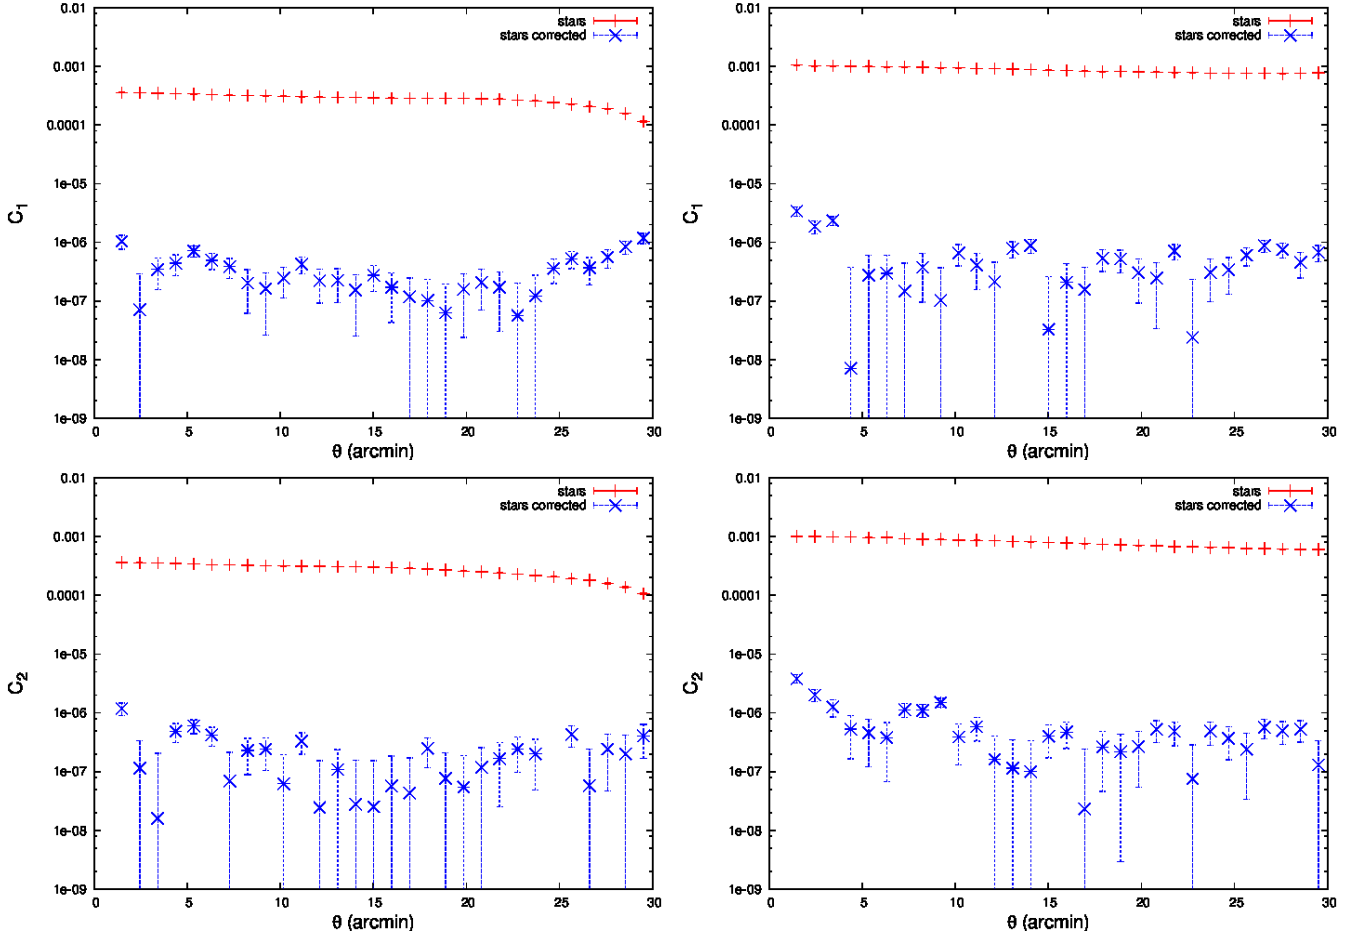 0.01
0.001
0.0001
1e-05
1e-06
1e-07
1e-08
1e-09
C1
stars
stars corrected
0 5 10 15 20 25 30
θ (arcmin)
0.01
0.001
0.0001
1e-05
1e-06
1e-07
1e-08
1e-09
C1
stars
stars corrected
0 5 10 15 20 25 30
θ (arcmin)
0.01
0.001
0.0001
1e-05
1e-06
1e-07
1e-08
1e-09
C2
stars
stars corrected
0 5 10 15 20 25 30
θ (arcmin)
0.01
0.001
0.0001
1e-05
1e-06
1e-07
1e-08
1e-09
C2
stars
stars corrected
0 5 10 15 20 25 30
θ (arcmin)